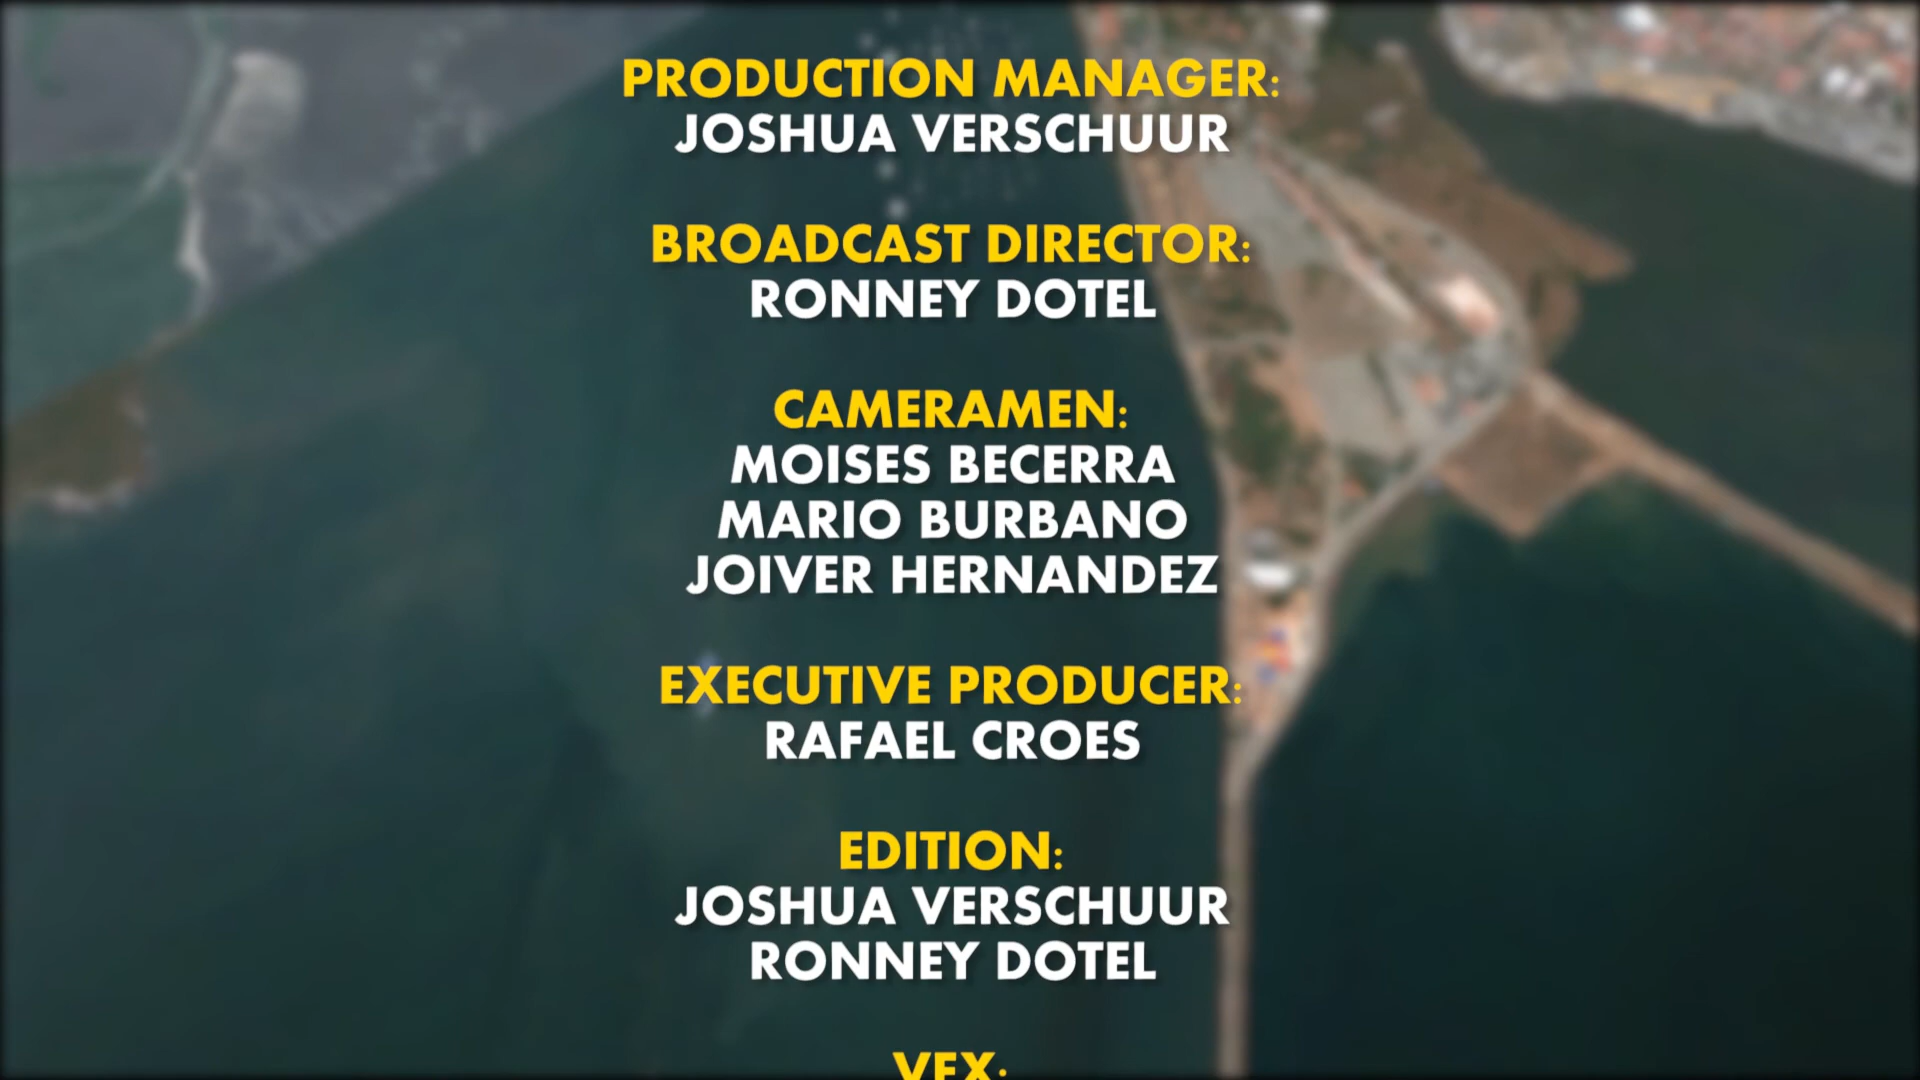 PRODUCTION MANAGER:
JOSHUA VERSCHUUR
BROADCAST DIRECTOR:
RONNEY DOTEL
CAMERAMEN:
MOISES BECERRA
MARIO BURBANO
JOIVER HERNANDEZ
EXECUTIVE PRODUCER:
RAFAEL CROES
EDITION:
JOSHUA VERSCHUUR
RONNEY DOTEL
VFX: